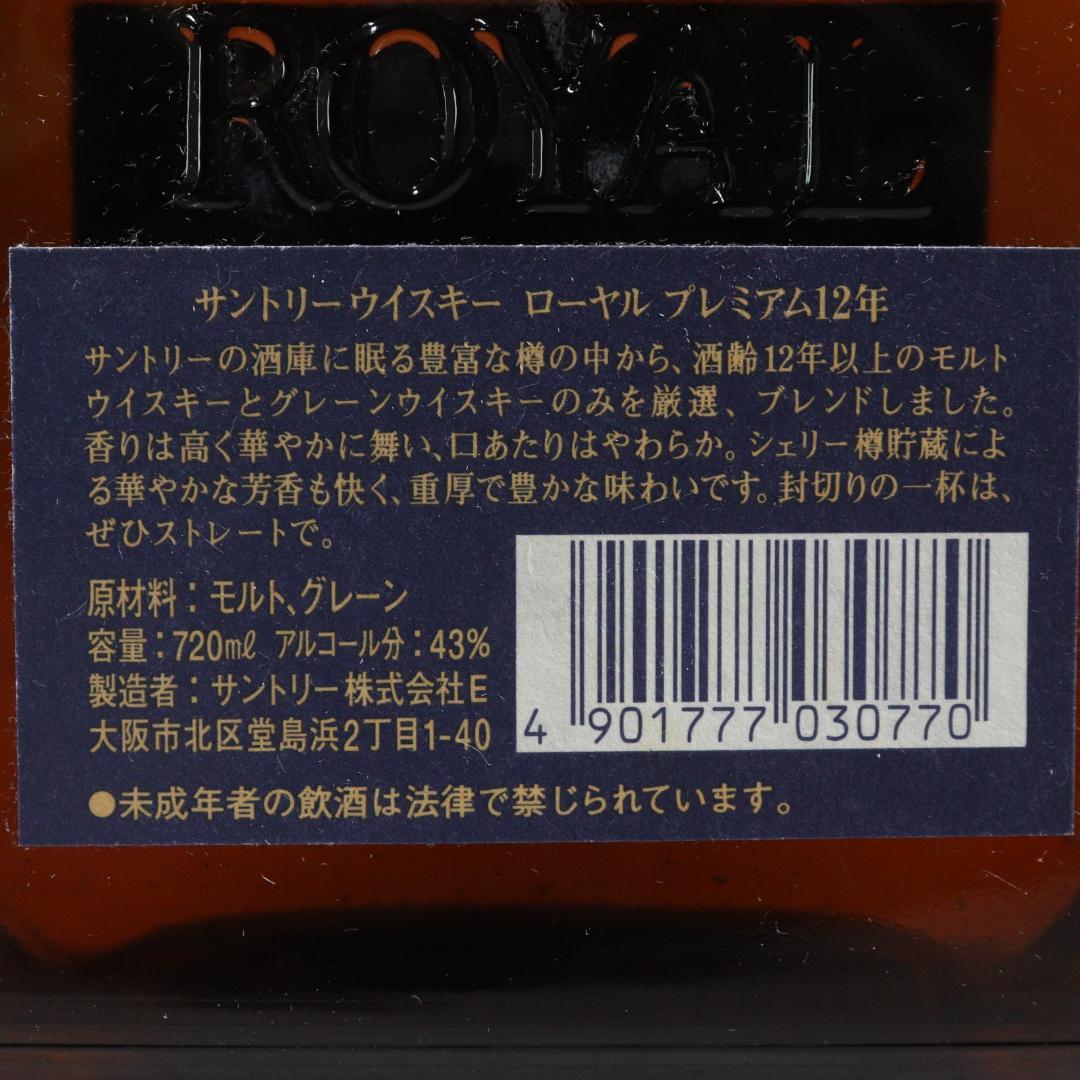 ROYAL
サントリーウイスキー ローヤル プレミアム12年
サントリーの酒庫に眠る豊富な樽の中から、酒齢12年以上のモルト
ウイスキーとグレーンウイスキーのみを厳選、ブレンドしました。
香りは高く華やかに舞い、口あたりはやわらか。シェリー樽貯蔵によ
る華やかな芳香も快く、重厚で豊かな味わいです。封切りの一杯は、
ぜひストレートで。
原材料：モルト、グレーン
容量：720mℓ アルコール分：43%
製造者：サントリー株式会社E
大阪市北区堂島浜2丁目1-40
4 901777 030770
●未成年者の飲酒は法律で禁じられています。